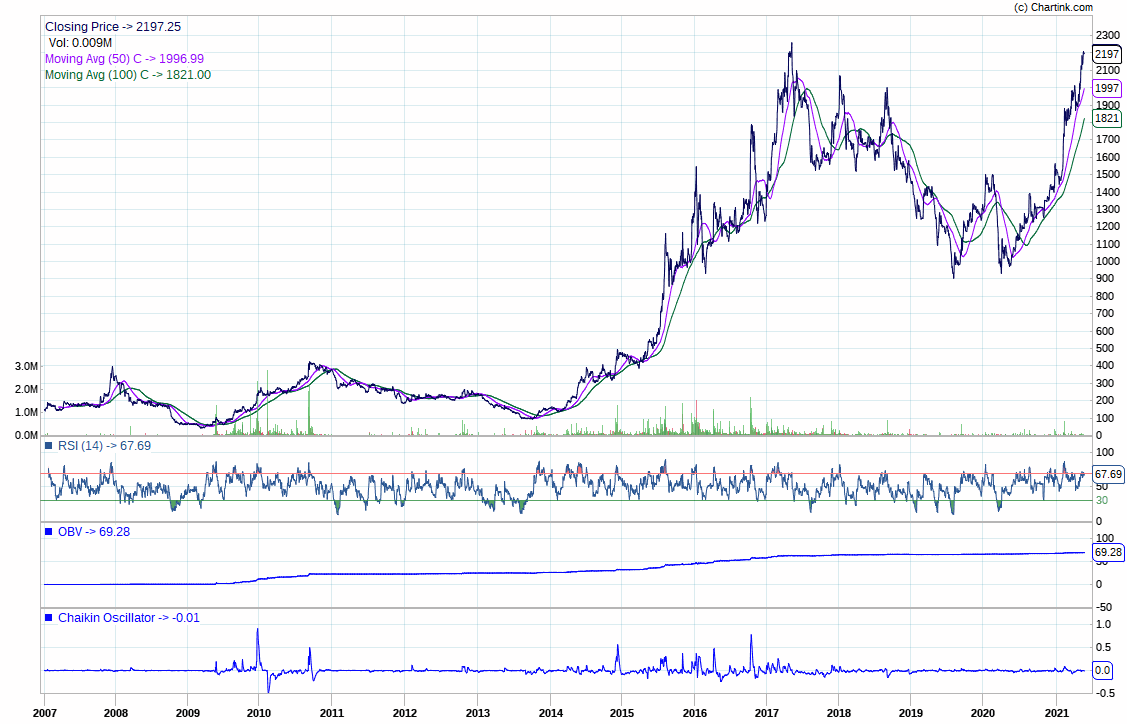 (c) Chartink.com
Closing Price -> 2197.25
Vol: 0.009M
Moving Avg (50) C -> 1996.99
Moving Avg (100) C -> 1821.00
2300
2197
2100
1997
1900
1821
1700
1600
1500
1400
1300
1200
1100
1000
900
800
700
600
500
400
300
200
100
0
3.0M
2.0M
1.0M
0.0M
RSI (14) -> 67.69
100
67.69
50
30
0
OBV -> 69.28
100
69.28
50
0
-50
Chaikin Oscillator -> -0.01
1.0
0.5
0.0
-0.5
2007 2008 2009 2010 2011 2012 2013 2014 2015 2016 2017 2018 2019 2020 2021